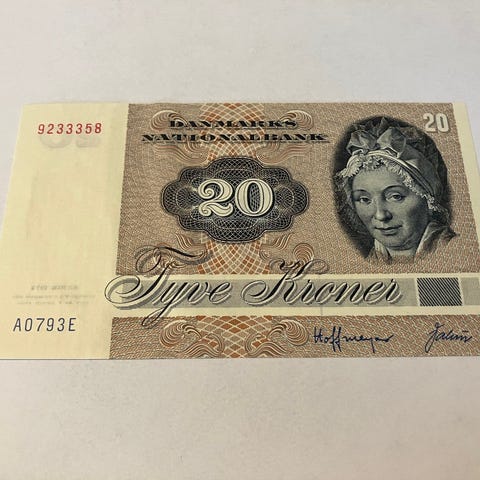 9233358
DANMARKS
NATIONALBANK
20
20
Tyve Kroner
A0793E
Hoffmeyer